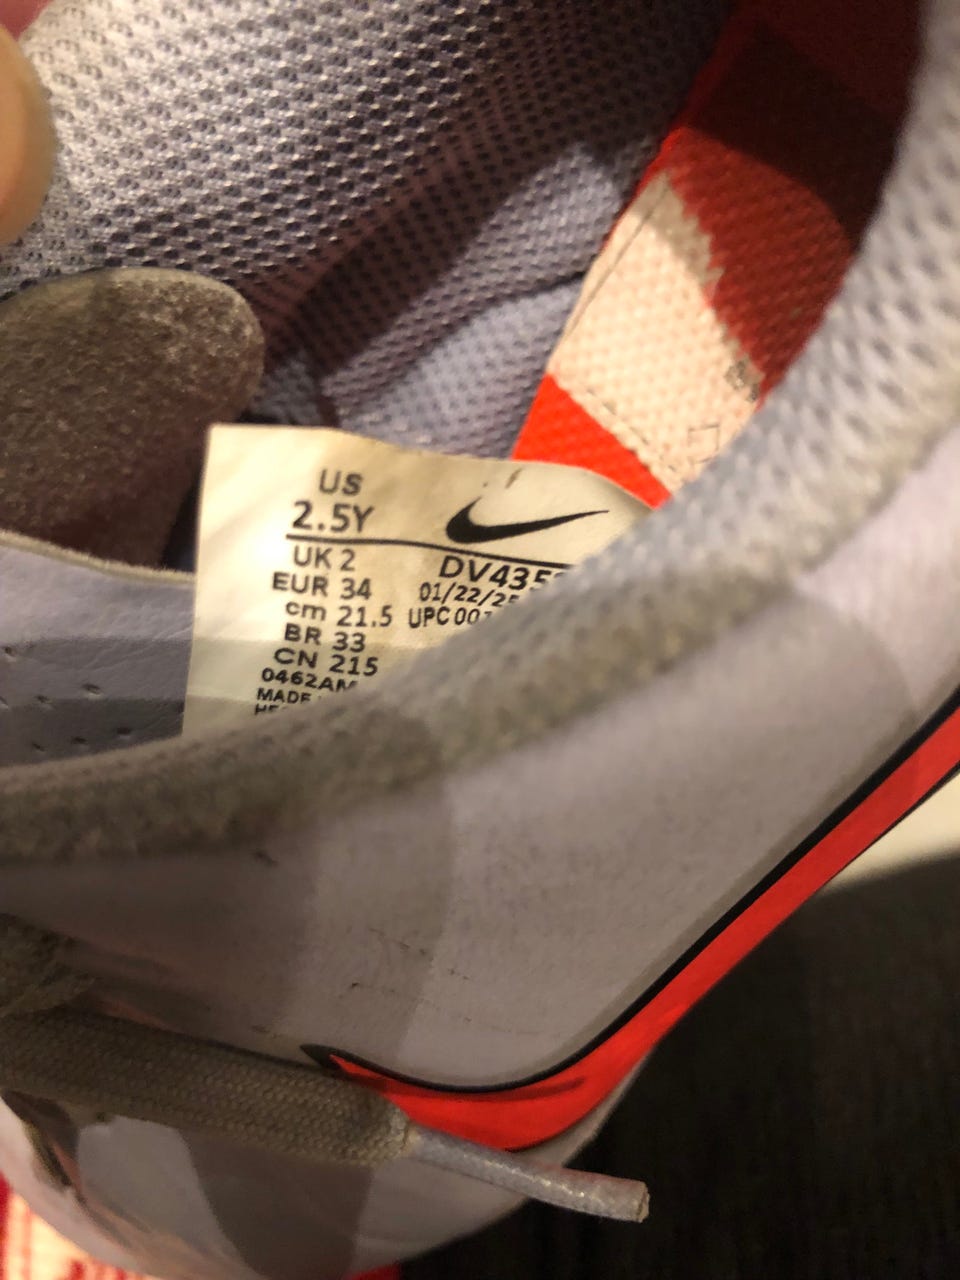 US
2.5Y
UK 2
EUR 34
cm 21.5
BR 33
CN 215
0462AM
MADE
DV435
01/22/25
UPC 00